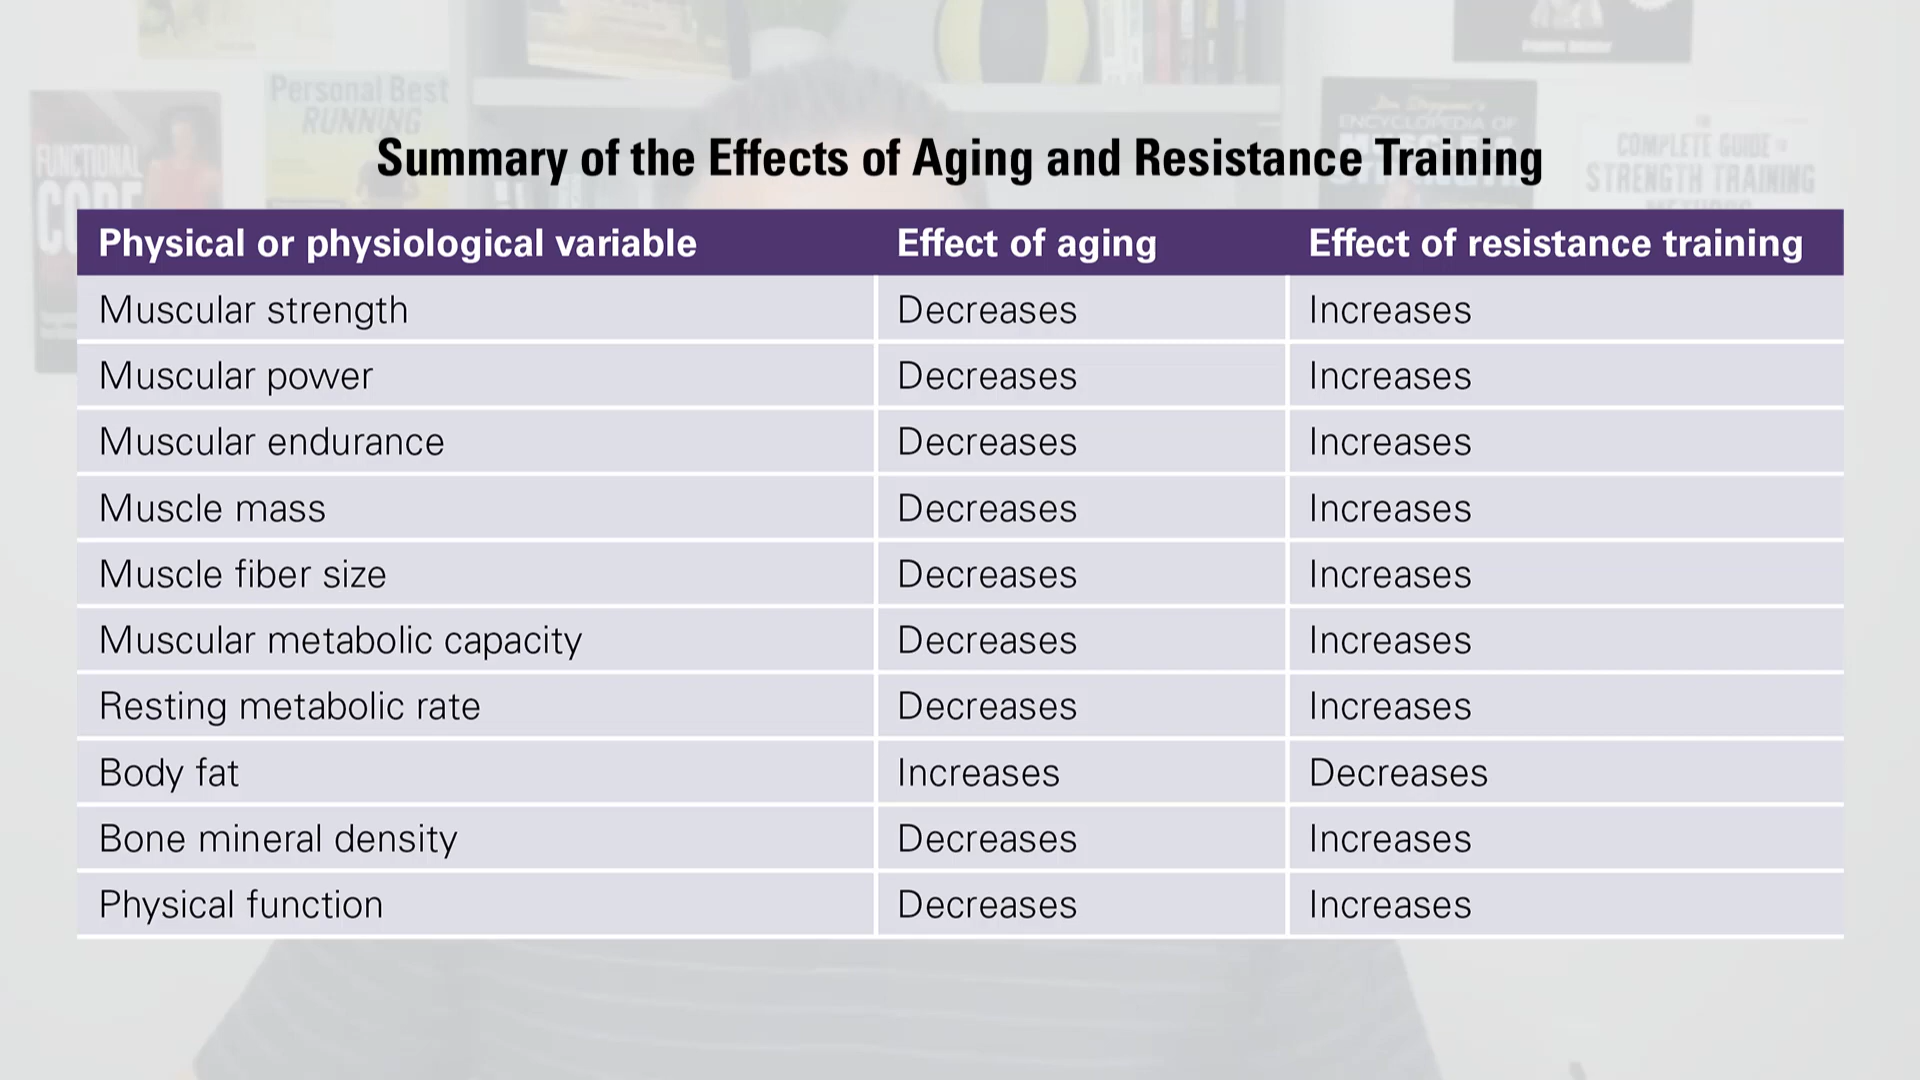 Personal Best
RUNNING
FUNCTIONAL
ENCYCLOPEDIA OF
COMPLETE GUIDE
STRENGTH TRAINING
Summary of the Effects of Aging and Resistance Training
Physical or physiological variable Effect of aging Effect of resistance training
Muscular strength Decreases Increases
Muscular power Decreases Increases
Muscular endurance Decreases Increases
Muscle mass Decreases Increases
Muscle fiber size Decreases Increases
Muscular metabolic capacity Decreases Increases
Resting metabolic rate Decreases Increases
Body fat Increases Decreases
Bone mineral density Decreases Increases
Physical function Decreases Increases